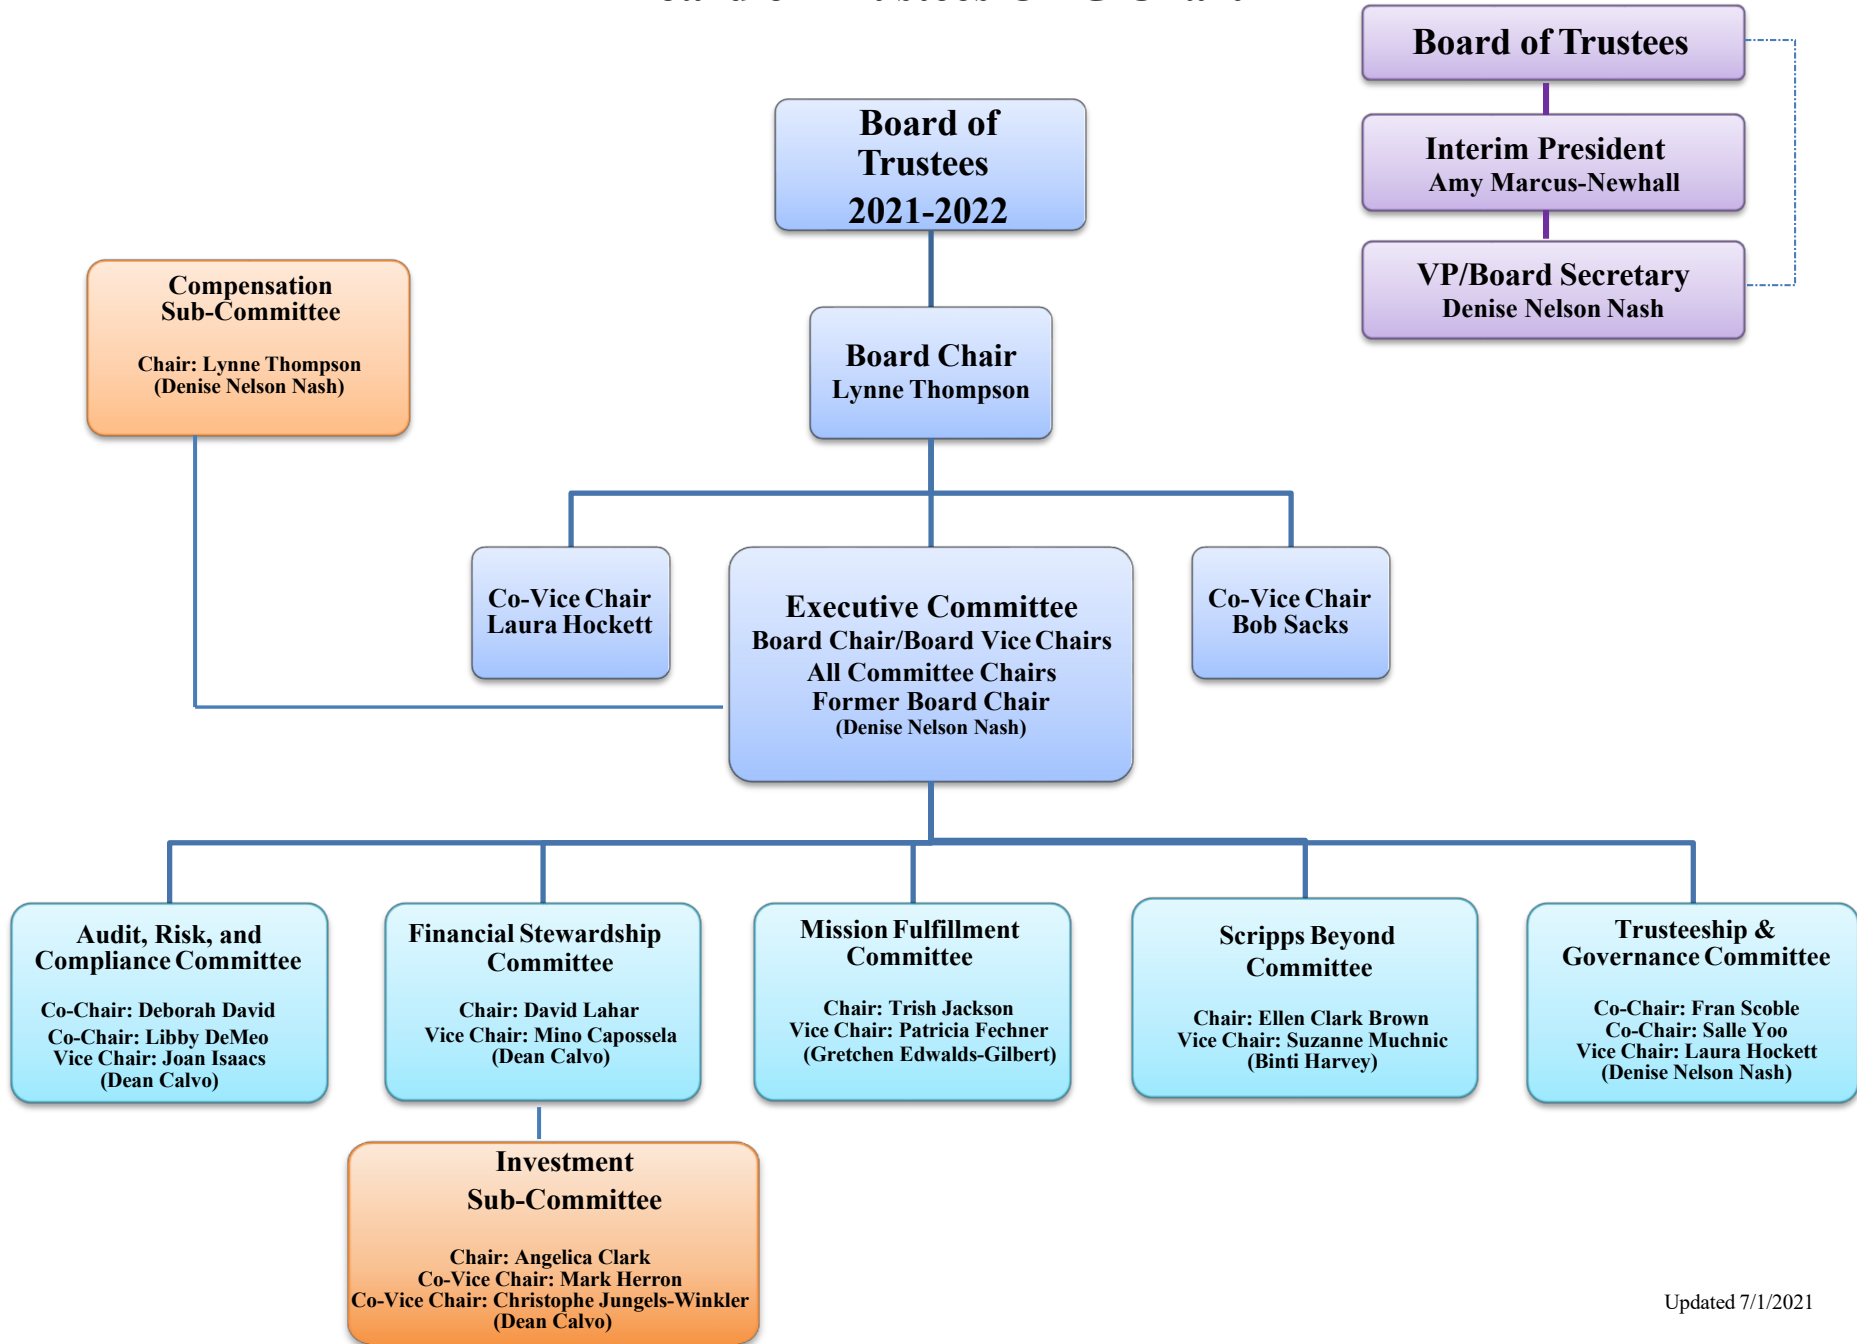 Board of Trustees
Interim President
Amy Marcus-Newhall
VP/Board Secretary
Denise Nelson Nash
Board of
Trustees
2021-2022
Compensation
Sub-Committee
Chair: Lynne Thompson
(Denise Nelson Nash)
Board Chair
Lynne Thompson
Co-Vice Chair
Laura Hockett
Executive Committee
Board Chair/Board Vice Chairs
All Committee Chairs
Former Board Chair
(Denise Nelson Nash)
Co-Vice Chair
Bob Sacks
Audit, Risk, and
Compliance Committee
Co-Chair: Deborah David
Co-Chair: Libby DeMeo
Vice Chair: Joan Isaacs
(Dean Calvo)
Financial Stewardship
Committee
Chair: David Lahar
Vice Chair: Mino Capossela
(Dean Calvo)
Mission Fulfillment
Committee
Chair: Trish Jackson
Vice Chair: Patricia Fechner
(Gretchen Edwalds-Gilbert)
Scripps Beyond
Committee
Chair: Ellen Clark Brown
Vice Chair: Suzanne Muchnic
(Binti Harvey)
Trusteeship &
Governance Committee
Co-Chair: Fran Scoble
Co-Chair: Salle Yoo
Vice Chair: Laura Hockett
(Denise Nelson Nash)
Investment
Sub-Committee
Chair: Angelica Clark
Co-Vice Chair: Mark Herron
Co-Vice Chair: Christophe Jungels-Winkler
(Dean Calvo)
Updated 7/1/2021